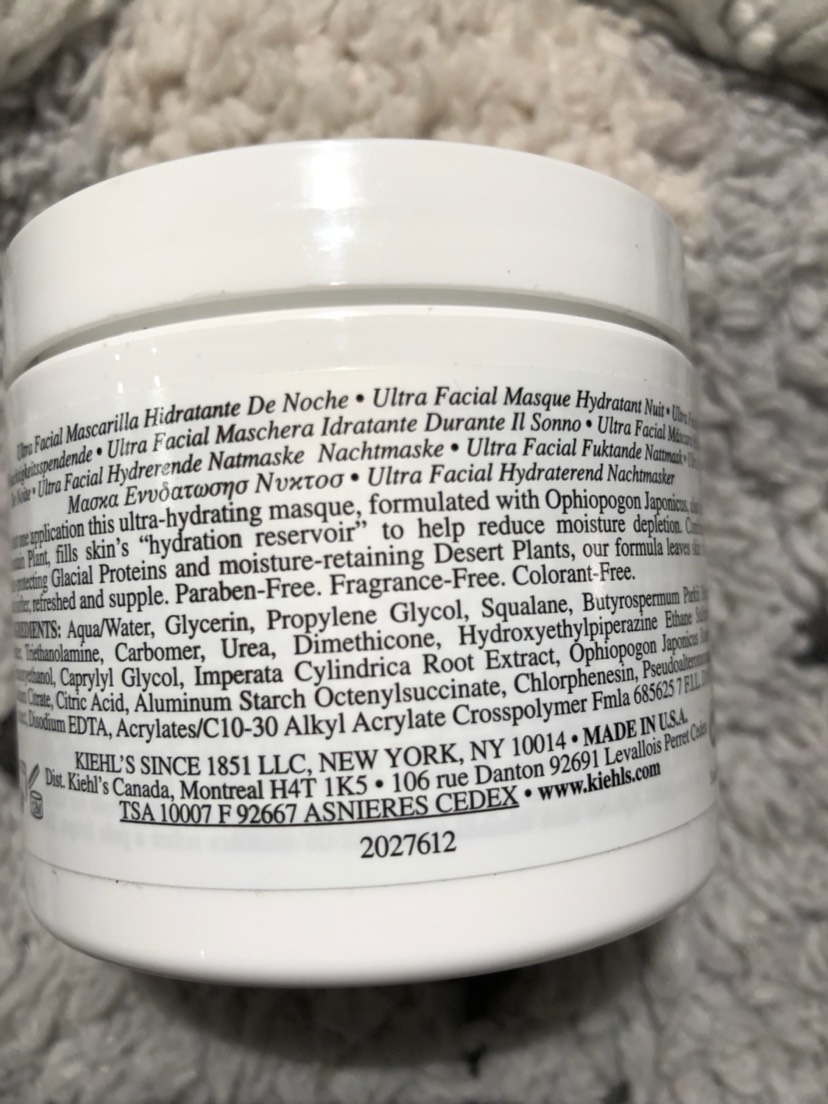 Ultra Facial Mascarilla Hidratante De Noche • Ultra Facial Masque Hydratant Nuit •
• Ultra Facial Maschera Idratante Durante Il Sonno • Ultra Facial
• Ultra Facial Hydrerende Natmaske Nachtmaske • Ultra Facial Fuktande Nattmask •
Μασκα Ενυδατωσησ Νυκτοσ • Ultra Facial Hydraterend Nachtmasker
application this ultra-hydrating masque, formulated with Ophiopogon Japonicus,
Plant, fills skin's “hydration reservoir” to help reduce moisture depletion.
Glacial Proteins and moisture-retaining Desert Plants, our formula leaves
refreshed and supple. Paraben-Free. Fragrance-Free. Colorant-Free.
Aqua/Water, Glycerin, Propylene Glycol, Squalane, Butyrospermum Parkii
Triethanolamine, Carbomer, Urea, Dimethicone, Hydroxyethylpiperazine Ethane
Caprylyl Glycol, Imperata Cylindrica Root Extract, Ophiopogon Japonicus
Citrate, Citric Acid, Aluminum Starch Octenylsuccinate, Chlorphenesin,
Disodium EDTA, Acrylates/C10-30 Alkyl Acrylate Crosspolymer Fmla 685625 7 F.I.L.
KIEHL'S SINCE 1851 LLC, NEW YORK, NY 10014 • MADE IN U.S.A.
Dist. Kiehl's Canada, Montreal H4T 1K5 • 106 rue Danton 92691 Levallois Perret Cedex
TSA 10007 F 92667 ASNIERES CEDEX • www.kiehls.com
2027612